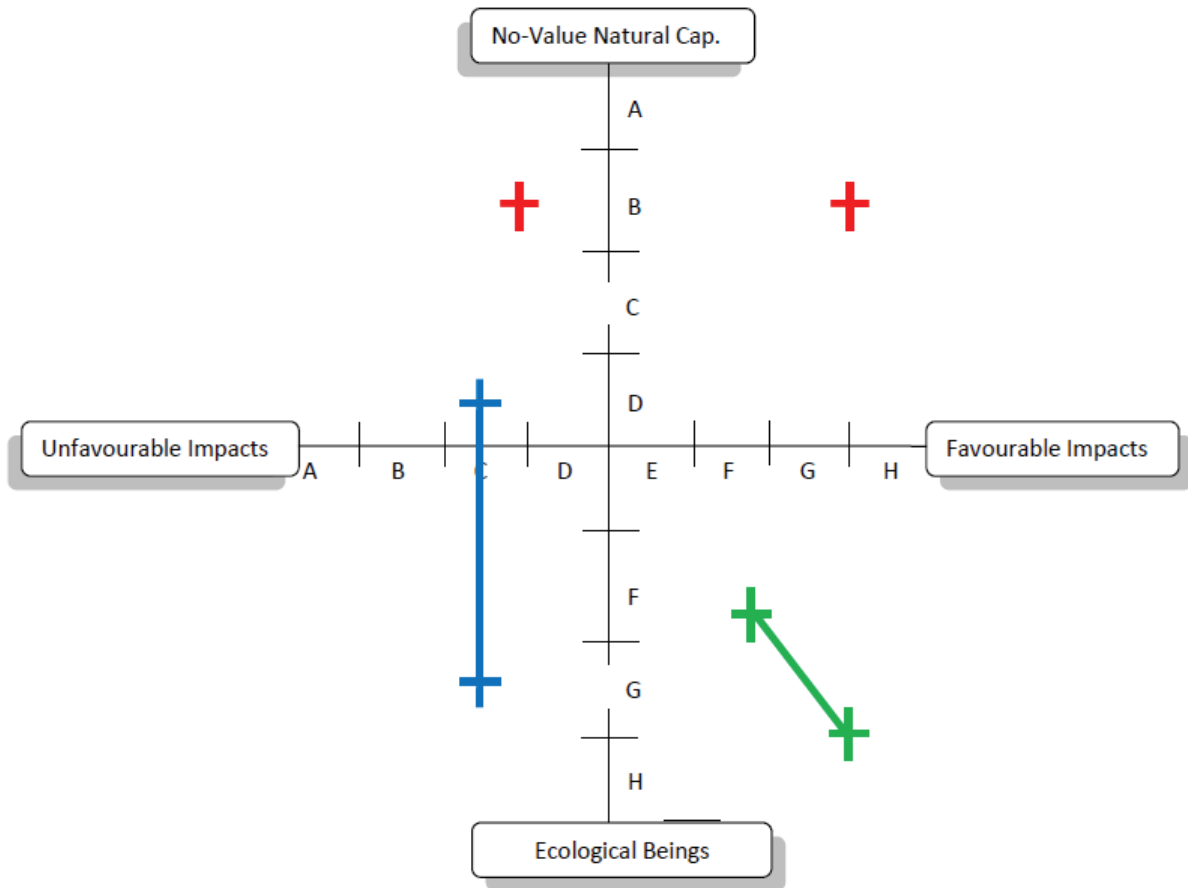 No-Value Natural Cap.
A
B
C
D
Unfavourable Impacts
Favourable Impacts
A B C D E F G H
F
G
H
Ecological Beings